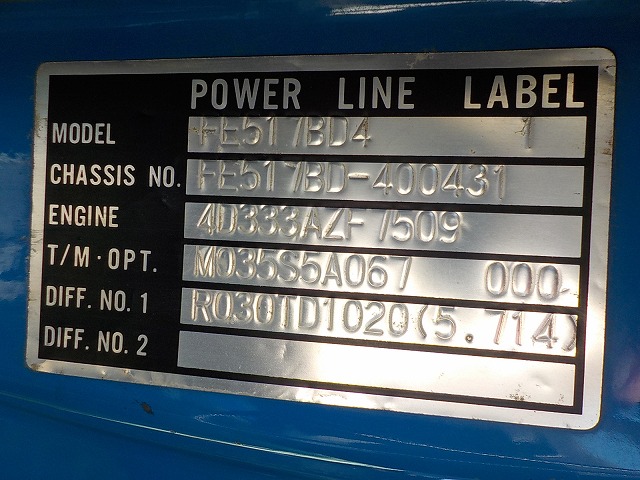 POWER LINE LABEL
MODEL FE517BD4 1
CHASSIS NO. FE517BD-400431
ENGINE 4D333AZF7509
T/M·OPT. M035S5A067 000
DIFF. NO. 1 R030TD1020(5.714)
DIFF. NO. 2